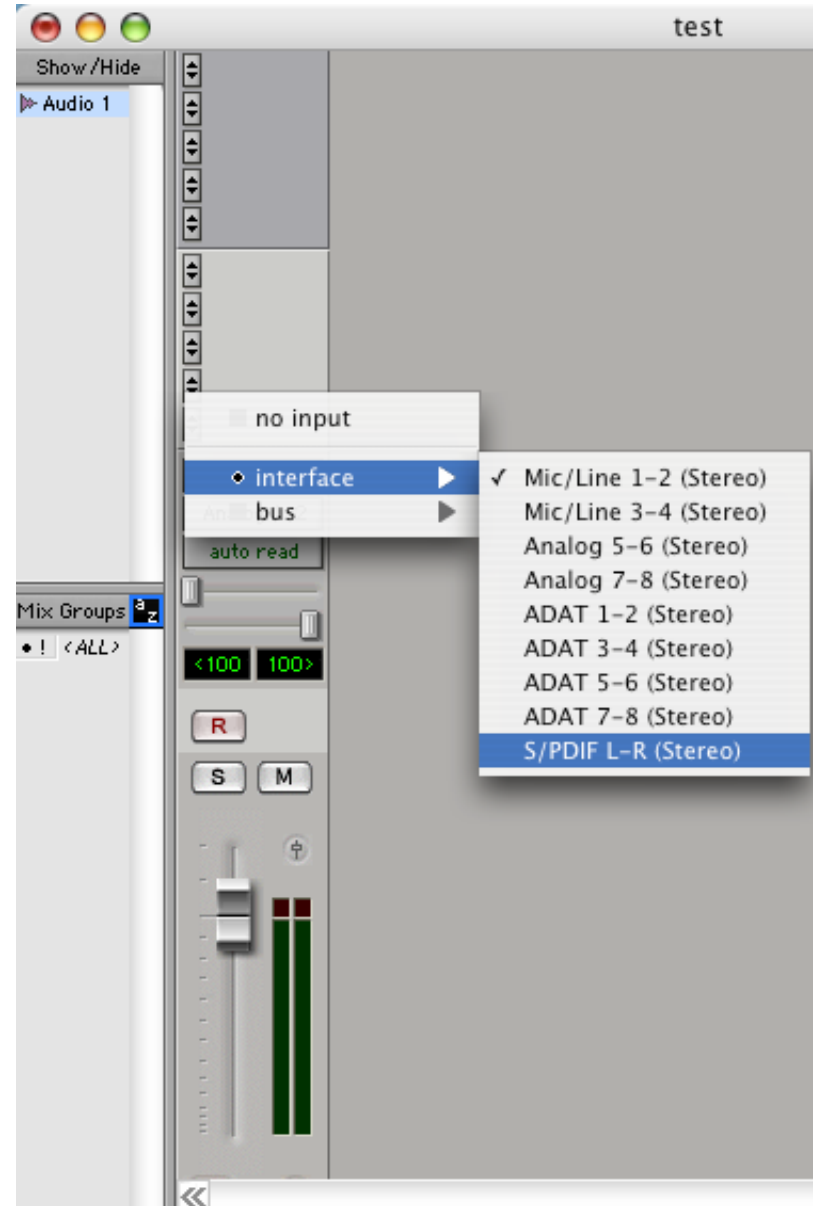 test
Show/Hide
Audio 1
no input
interface
bus
Mic/Line 1-2 (Stereo)
Mic/Line 3-4 (Stereo)
Analog 5-6 (Stereo)
Analog 7-8 (Stereo)
ADAT 1-2 (Stereo)
ADAT 3-4 (Stereo)
ADAT 5-6 (Stereo)
ADAT 7-8 (Stereo)
S/PDIF L-R (Stereo)
auto read
Mix Groups a z
! <ALL>
<100 100>
R
S M